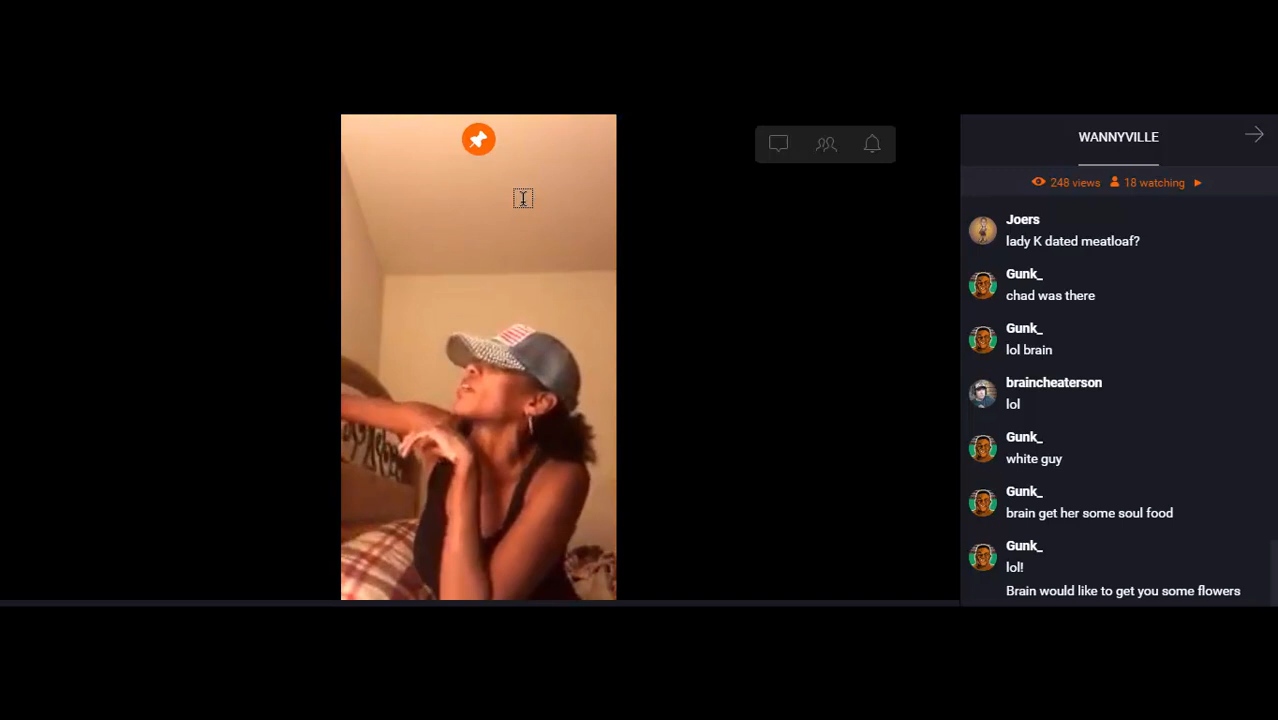 WANNYVILLE
248 views 18 watching
Joers
lady K dated meatloaf?
Gunk_
chad was there
Gunk_
lol brain
braincheaterson
lol
Gunk_
white guy
Gunk_
brain get her some soul food
Gunk_
lol!
Brain would like to get you some flowers